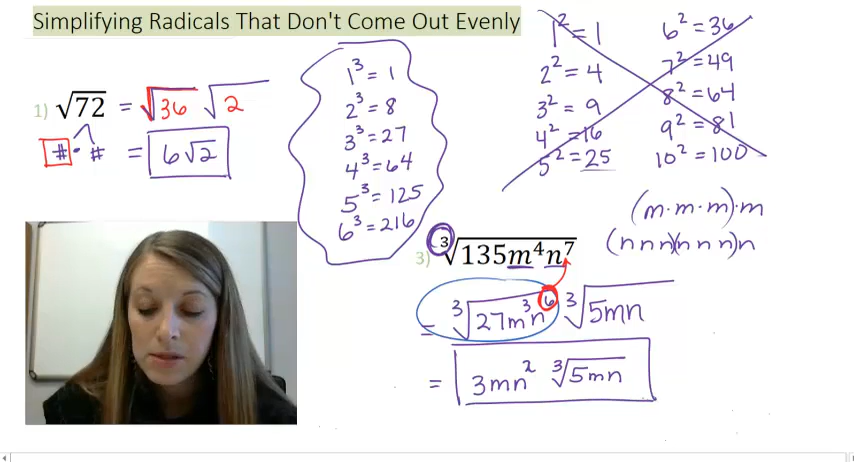 Simplifying Radicals That Don't Come Out Evenly
1) √72 = √36 √2
# · # = 6√2
1³ = 1
2³ = 8
3³ = 27
4³ = 64
5³ = 125
6³ = 216
1² = 1
2² = 4
3² = 9
4² = 16
5² = 25
6² = 36
7² = 49
8² = 64
9² = 81
10² = 100
3) ∛135m⁴n⁷
(m·m·m)·m
(n n n)(n n n)n
= ∛27m³n⁶ ∛5mn
= 3mn² ∛5mn